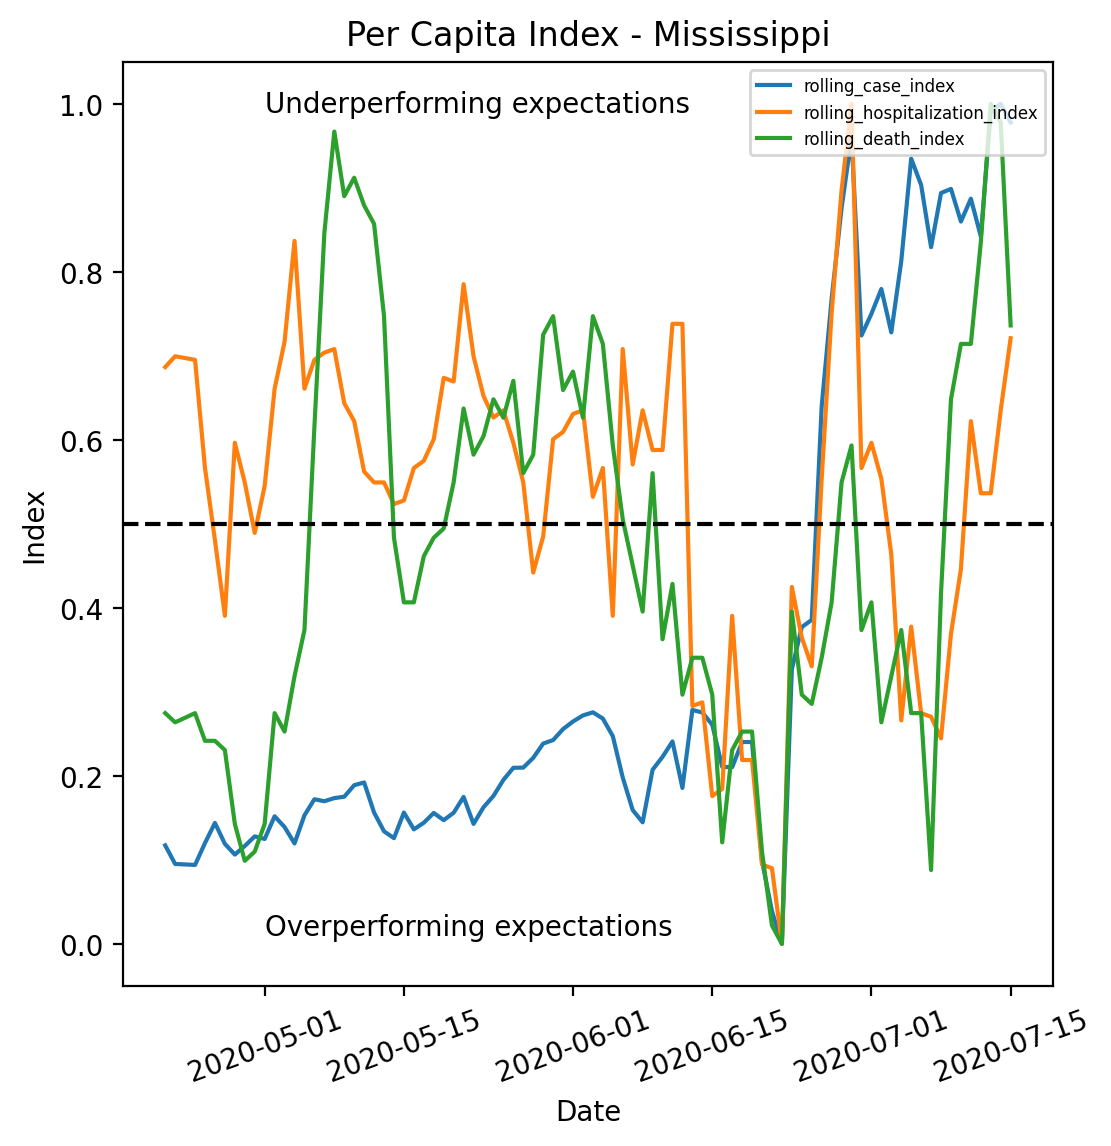 Per Capita Index - Mississippi
Underperforming expectations
rolling_case_index
rolling_hospitalization_index
rolling_death_index
1.0
0.8
0.6
0.4
0.2
0.0
Index
Overperforming expectations
2020-05-01
2020-05-15
2020-06-01
2020-06-15
2020-07-01
2020-07-15
Date